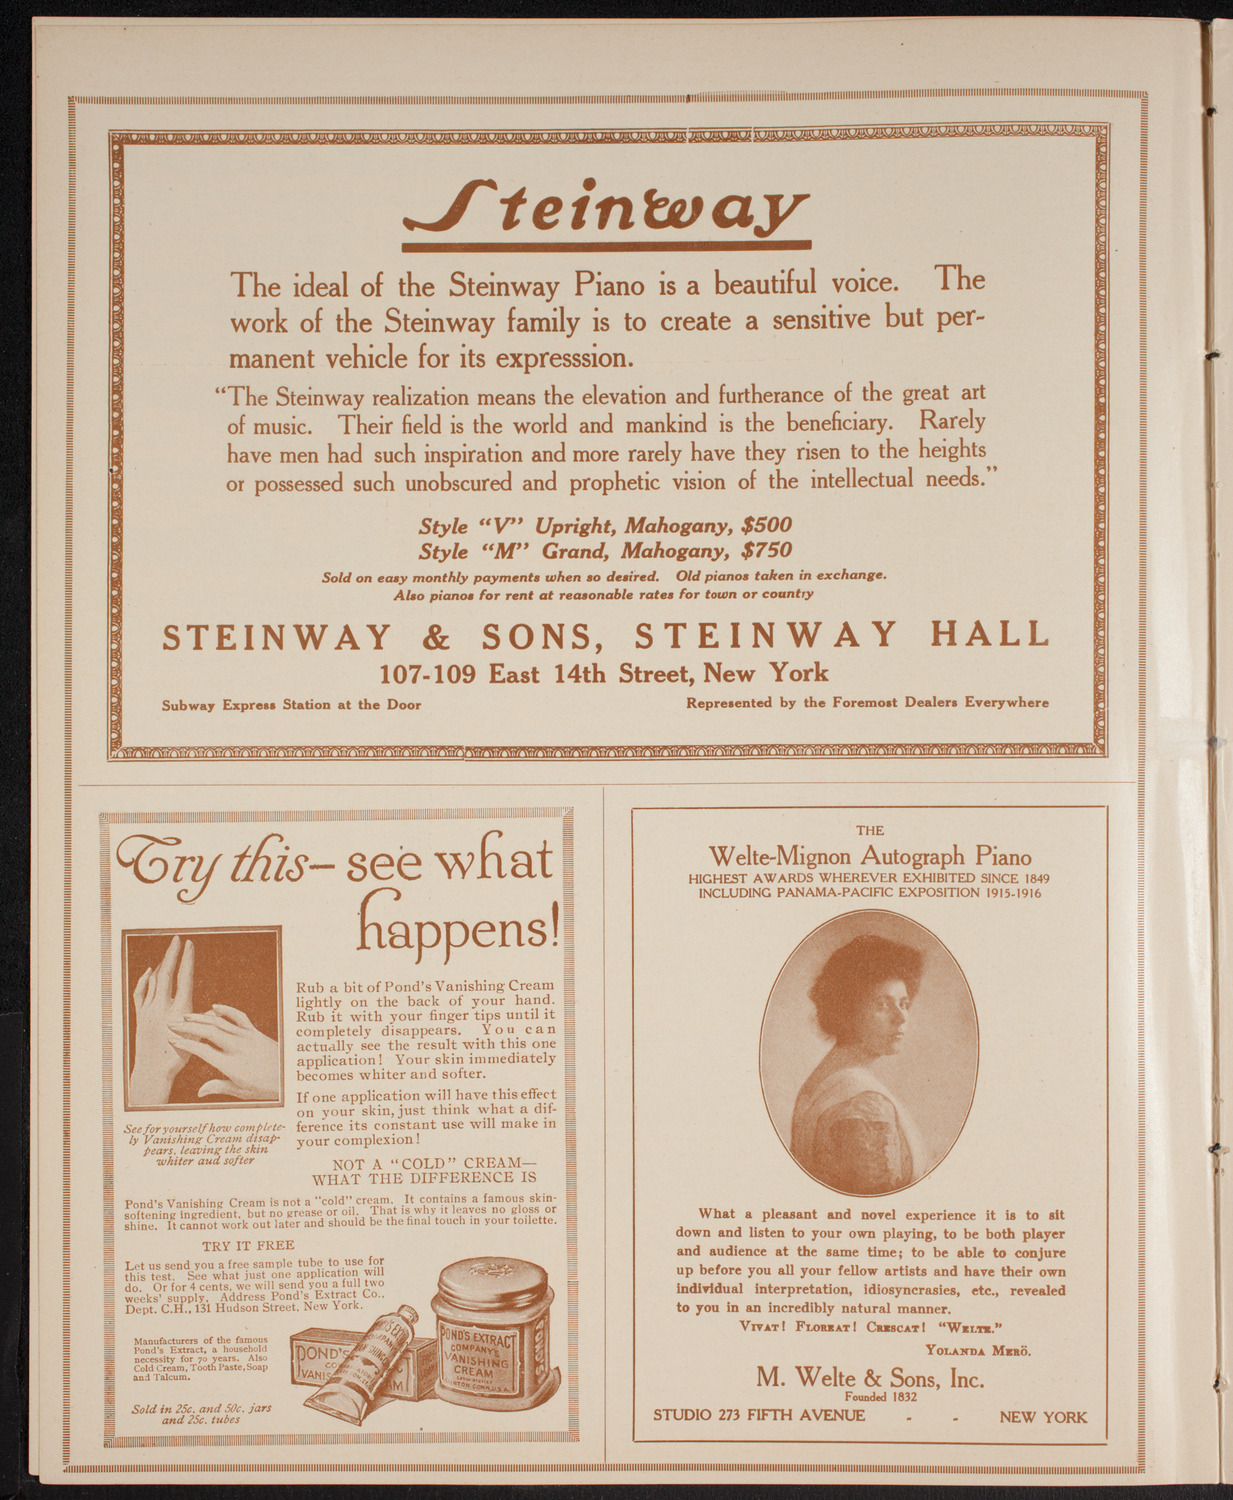 Steinway
The ideal of the Steinway Piano is a beautiful voice. The
work of the Steinway family is to create a sensitive but per-
manent vehicle for its expresssion.
“The Steinway realization means the elevation and furtherance of the great art
of music. Their field is the world and mankind is the beneficiary. Rarely
have men had such inspiration and more rarely have they risen to the heights
or possessed such unobscured and prophetic vision of the intellectual needs.”
Style “V” Upright, Mahogany, $500
Style “M” Grand, Mahogany, $750
Sold on easy monthly payments when so desired. Old pianos taken in exchange.
Also pianos for rent at reasonable rates for town or country
STEINWAY & SONS, STEINWAY HALL
107-109 East 14th Street, New York
Subway Express Station at the Door
Represented by the Foremost Dealers Everywhere
Try this— see what
happens!
Rub a bit of Pond's Vanishing Cream
lightly on the back of your hand.
Rub it with your finger tips until it
completely disappears. You can
actually see the result with this one
application! Your skin immediately
becomes whiter and softer.
If one application will have this effect
on your skin, just think what a dif-
ference its constant use will make in
your complexion!
See for yourself how complete-
ly Vanishing Cream disap-
pears, leaving the skin
whiter and softer
NOT A “COLD” CREAM—
WHAT THE DIFFERENCE IS
Pond's Vanishing Cream is not a "cold" cream. It contains a famous skin-
softening ingredient, but no grease or oil. That is why it leaves no gloss or
shine. It cannot work out later and should be the final touch in your toilette.
TRY IT FREE
Let us send you a free sample tube to use for
this test. See what just one application will
do. Or for 4 cents, we will send you a full two
weeks' supply. Address Pond's Extract Co.,
Dept. C.H., 131 Hudson Street, New York.
Manufacturers of the famous
Pond's Extract, a household
necessity for 70 years. Also
Cold Cream, Tooth Paste, Soap
and Talcum.
Sold in 25c. and 50c. jars
and 25c. tubes
POND'S
VANIS
AM
POND'S EXTRACT
COMPANY'S
VANISHING
CREAM
THE
Welte-Mignon Autograph Piano
HIGHEST AWARDS WHEREVER EXHIBITED SINCE 1849
INCLUDING PANAMA-PACIFIC EXPOSITION 1915-1916
What a pleasant and novel experience it is to sit
down and listen to your own playing, to be both player
and audience at the same time; to be able to conjure
up before you all your fellow artists and have their own
individual interpretation, idiosyncrasies, etc., revealed
to you in an incredibly natural manner.
VIVAT! FLOREAT! CRESCAT! “WELTE.”
YOLANDA MERÖ.
M. Welte & Sons, Inc.
Founded 1832
STUDIO 273 FIFTH AVENUE - - NEW YORK